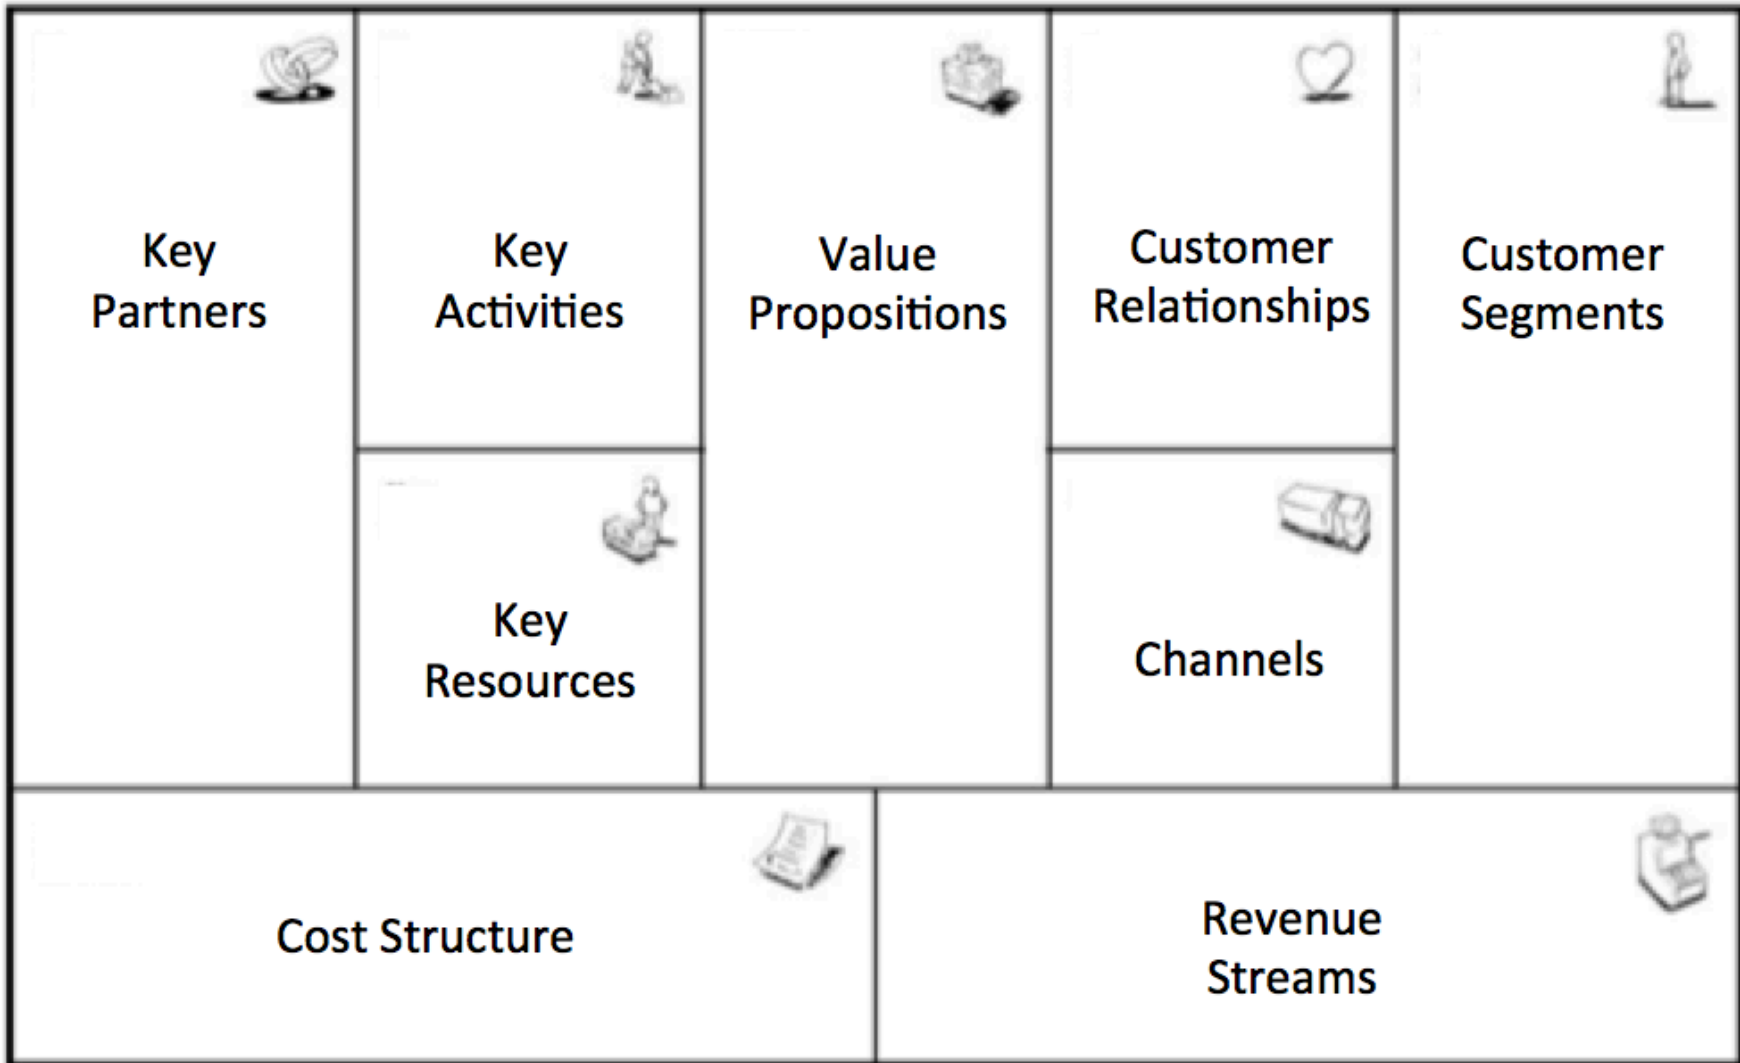 Key
Partners
Key
Activities
Key
Resources
Value
Propositions
Customer
Relationships
Channels
Customer
Segments
Cost Structure
Revenue
Streams